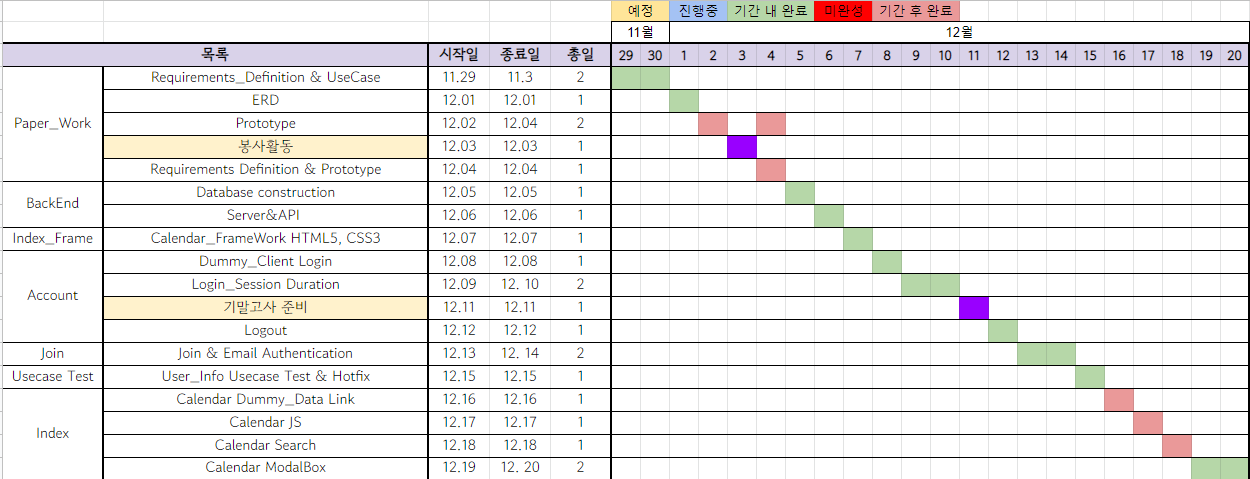 예정 진행중 기간 내 완료 미완성 기간 후 완료
11월 12월
목록 시작일 종료일 총일 29 30 1 2 3 4 5 6 7 8 9 10 11 12 13 14 15 16 17 18 19 20
Requirements_Definition & UseCase 11.29 11.3 2
ERD 12.01 12.01 1
Paper_Work Prototype 12.02 12.04 2
봉사활동 12.03 12.03 1
Requirements Definition & Prototype 12.04 12.04 1
BackEnd Database construction 12.05 12.05 1
Server&API 12.06 12.06 1
Index_Frame Calendar_FrameWork HTML5, CSS3 12.07 12.07 1
Dummy_Client Login 12.08 12.08 1
Account Login_Session Duration 12.09 12. 10 2
기말고사 준비 12.11 12.11 1
Logout 12.12 12.12 1
Join Join & Email Authentication 12.13 12. 14 2
Usecase Test User_Info Usecase Test & Hotfix 12.15 12.15 1
Calendar Dummy_Data Link 12.16 12.16 1
Index Calendar JS 12.17 12.17 1
Calendar Search 12.18 12.18 1
Calendar ModalBox 12.19 12. 20 2